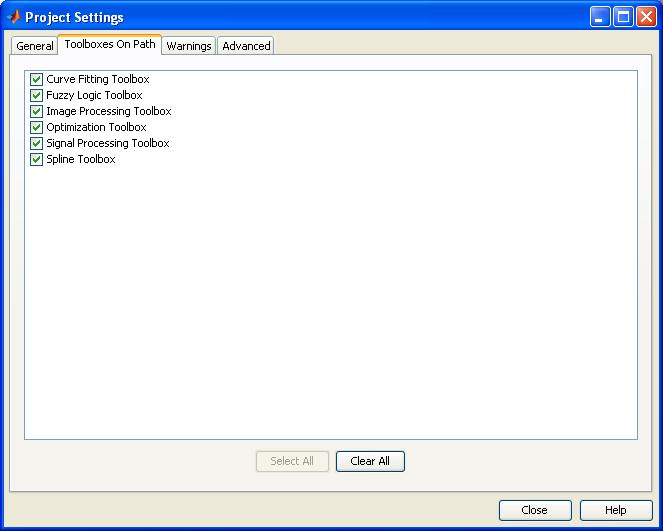 Project Settings
General Toolboxes On Path Warnings Advanced
Curve Fitting Toolbox
Fuzzy Logic Toolbox
Image Processing Toolbox
Optimization Toolbox
Signal Processing Toolbox
Spline Toolbox
Select All Clear All
Close Help